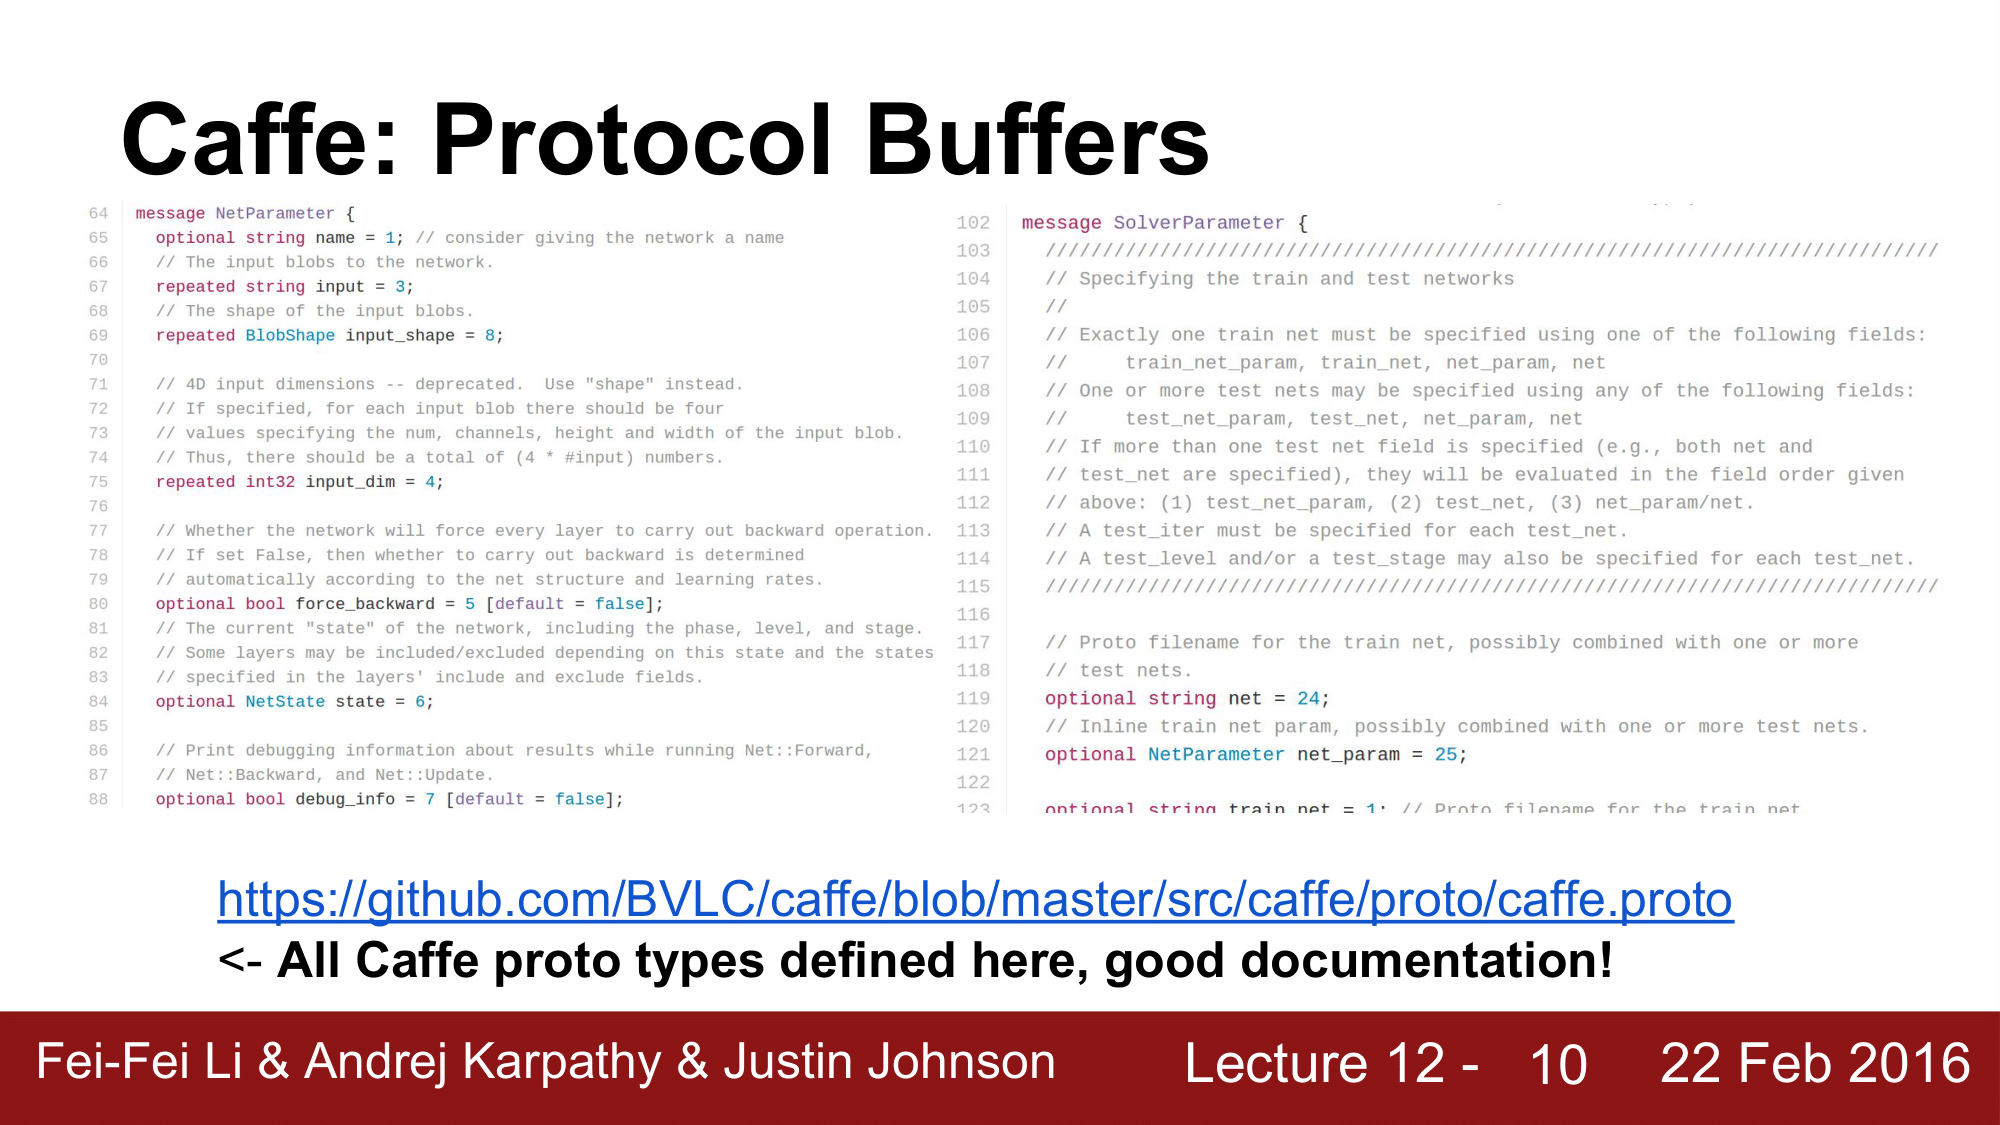 Caffe: Protocol Buffers
64 message NetParameter {
65 optional string name = 1; // consider giving the network a name
66 // The input blobs to the network.
67 repeated string input = 3;
68 // The shape of the input blobs.
69 repeated BlobShape input_shape = 8;
70
71 // 4D input dimensions -- deprecated.  Use "shape" instead.
72 // If specified, for each input blob there should be four
73 // values specifying the num, channels, height and width of the input blob.
74 // Thus, there should be a total of (4 * #input) numbers.
75 repeated int32 input_dim = 4;
76
77 // Whether the network will force every layer to carry out backward operation.
78 // If set False, then whether to carry out backward is determined
79 // automatically according to the net structure and learning rates.
80 optional bool force_backward = 5 [default = false];
81 // The current "state" of the network, including the phase, level, and stage.
82 // Some layers may be included/excluded depending on this state and the states
83 // specified in the layers' include and exclude fields.
84 optional NetState state = 6;
85
86 // Print debugging information about results while running Net::Forward,
87 // Net::Backward, and Net::Update.
88 optional bool debug_info = 7 [default = false];
102 message SolverParameter {
103 //////////////////////////////////////////////////////////////////////////////
104 // Specifying the train and test networks
105 //
106 // Exactly one train net must be specified using one of the following fields:
107 //     train_net_param, train_net, net_param, net
108 // One or more test nets may be specified using any of the following fields:
109 //     test_net_param, test_net, net_param, net
110 // If more than one test net field is specified (e.g., both net and
111 // test_net are specified), they will be evaluated in the field order given
112 // above: (1) test_net_param, (2) test_net, (3) net_param/net.
113 // A test_iter must be specified for each test_net.
114 // A test_level and/or a test_stage may also be specified for each test_net.
115 //////////////////////////////////////////////////////////////////////////////
116
117 // Proto filename for the train net, possibly combined with one or more
118 // test nets.
119 optional string net = 24;
120 // Inline train net param, possibly combined with one or more test nets.
121 optional NetParameter net_param = 25;
122
123 optional string train_net = 1; // Proto filename for the train net
https://github.com/BVLC/caffe/blob/master/src/caffe/proto/caffe.proto
<- All Caffe proto types defined here, good documentation!
Fei-Fei Li & Andrej Karpathy & Justin Johnson Lecture 12 - 10 22 Feb 2016